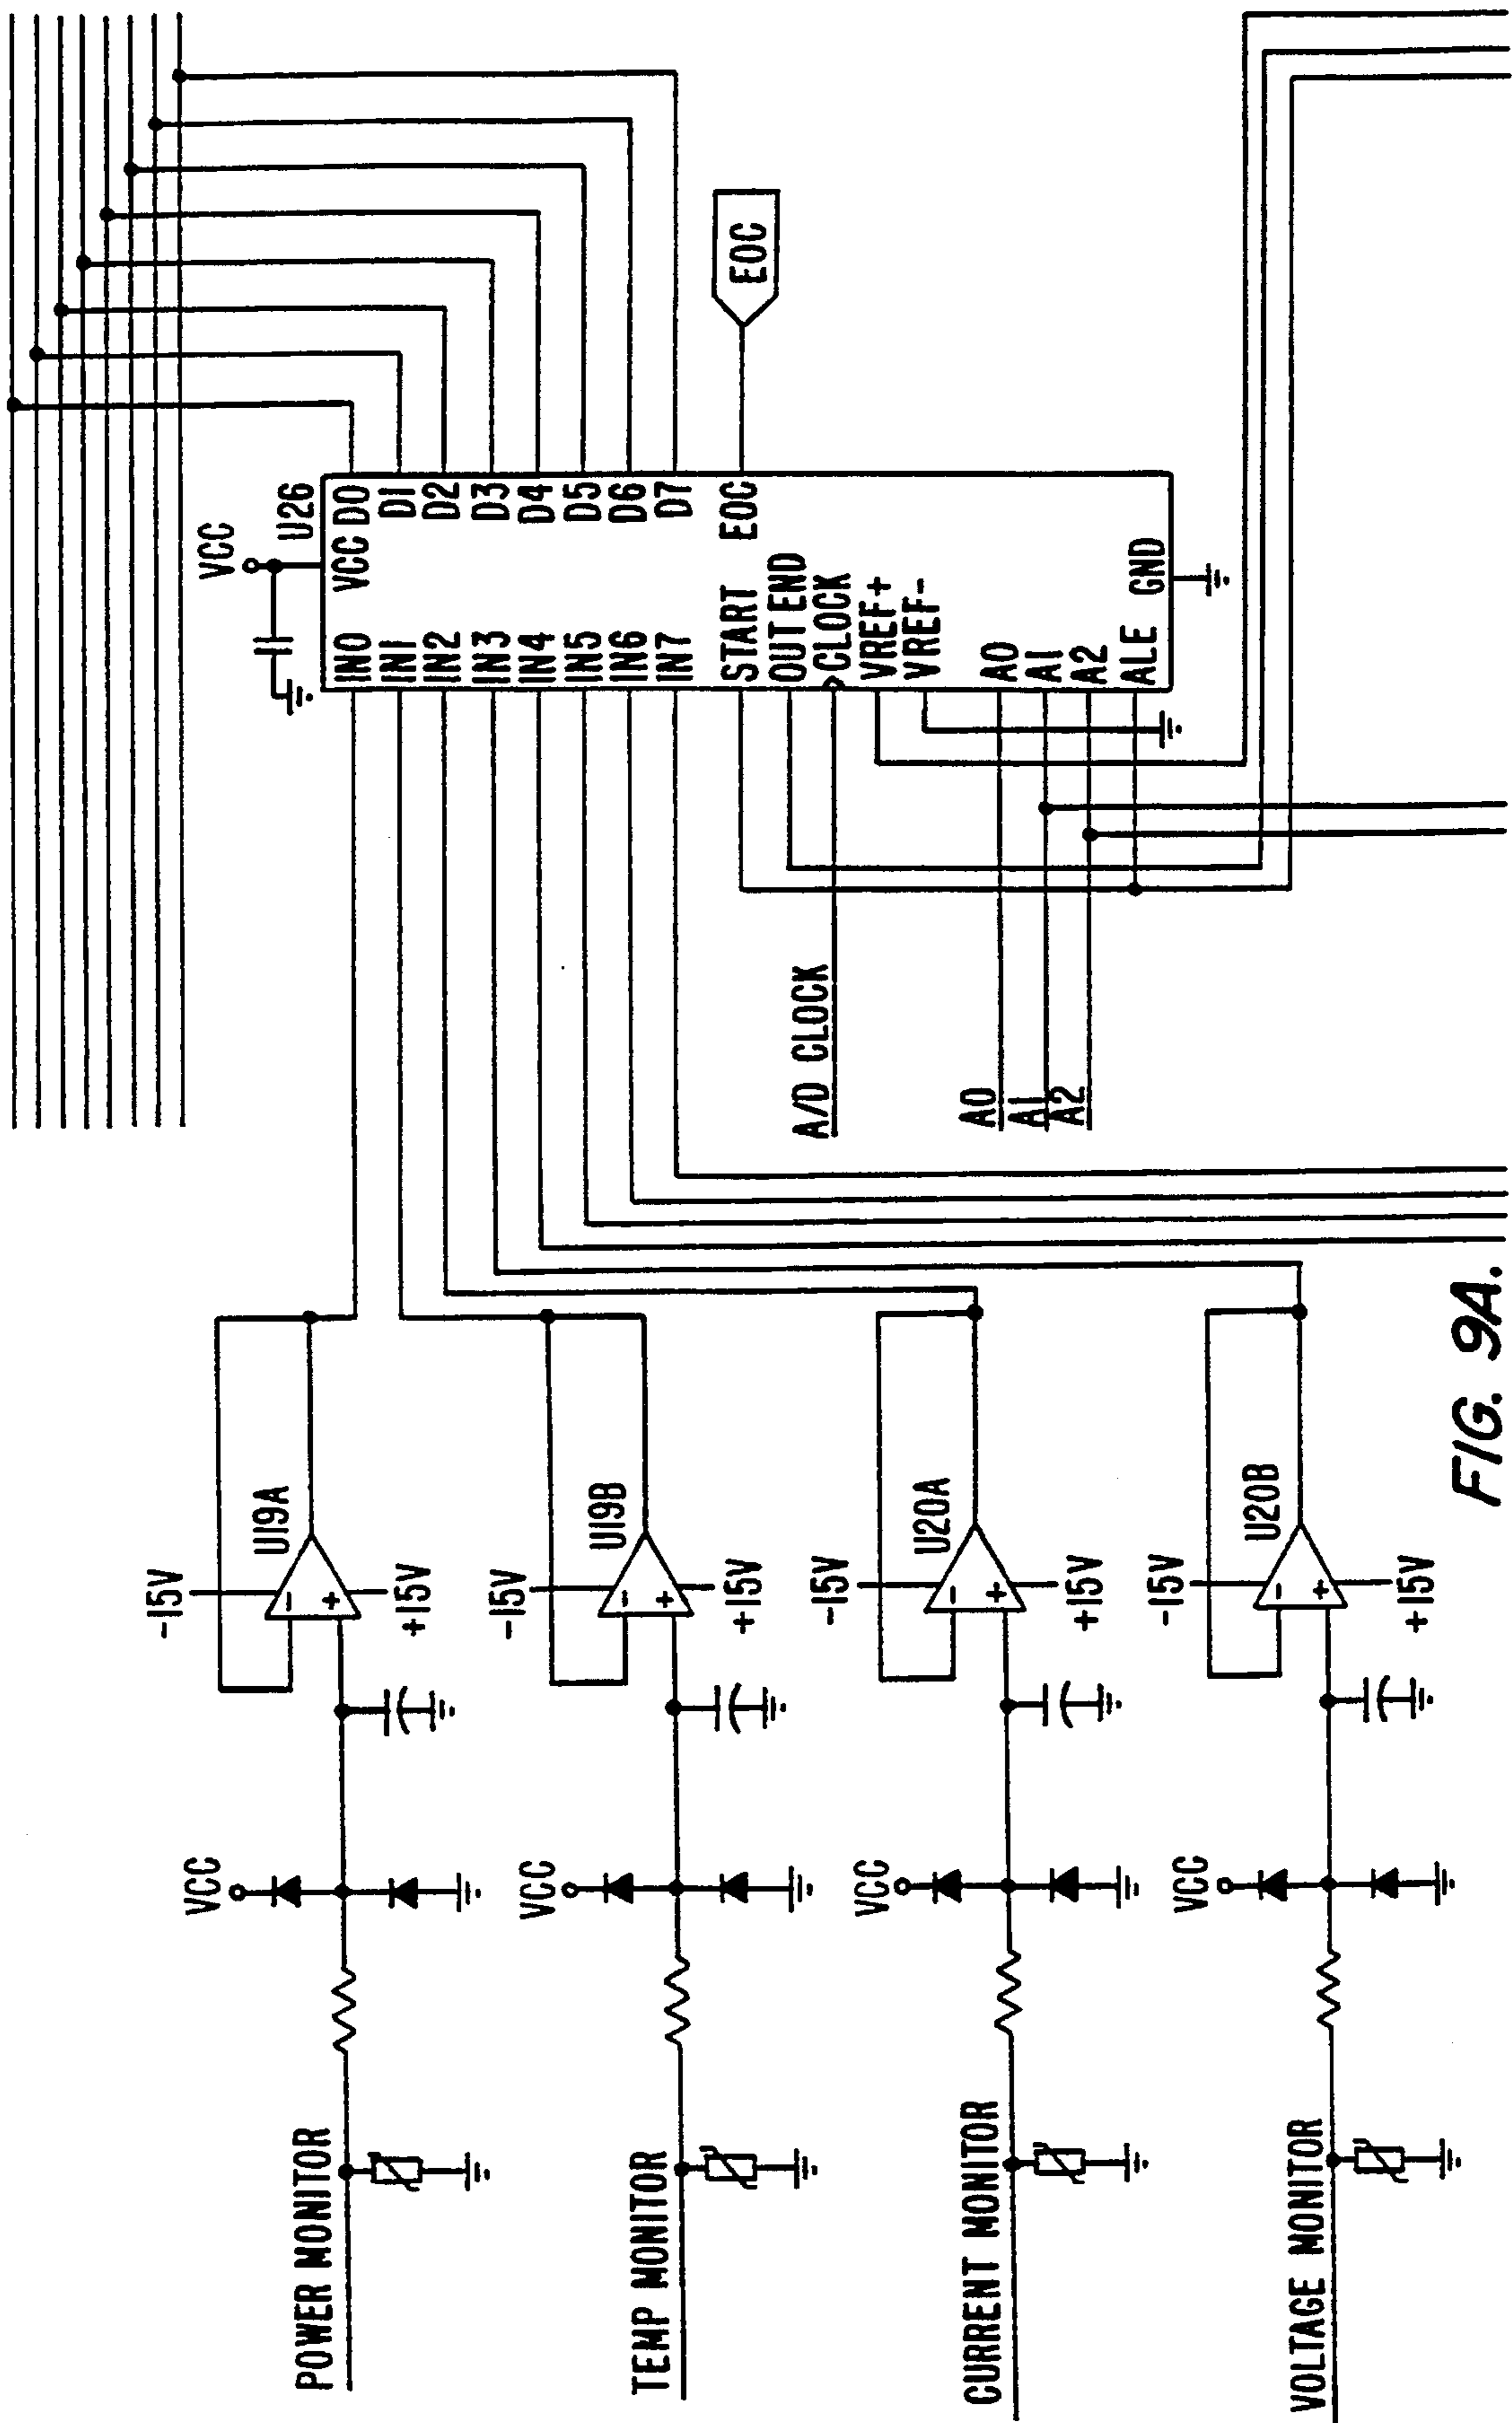 POWER MONITOR
VCC
-15V
U19A
+15V
TEMP MONITOR
VCC
-15V
U19B
+15V
CURRENT MONITOR
VCC
-15V
U20A
+15V
VOLTAGE MONITOR
VCC
-15V
U20B
+15V
VCC
U26
IN0 VCC D0
IN1 D1
IN2 D2
IN3 D3
IN4 D4
IN5 D5
IN6 D6
IN7 D7
START EOC
OUT END
CLOCK
VREF+
VREF-
A0
A1
A2
ALE GND
EOC
A/D CLOCK
A0
A1
A2
FIG. 9A.